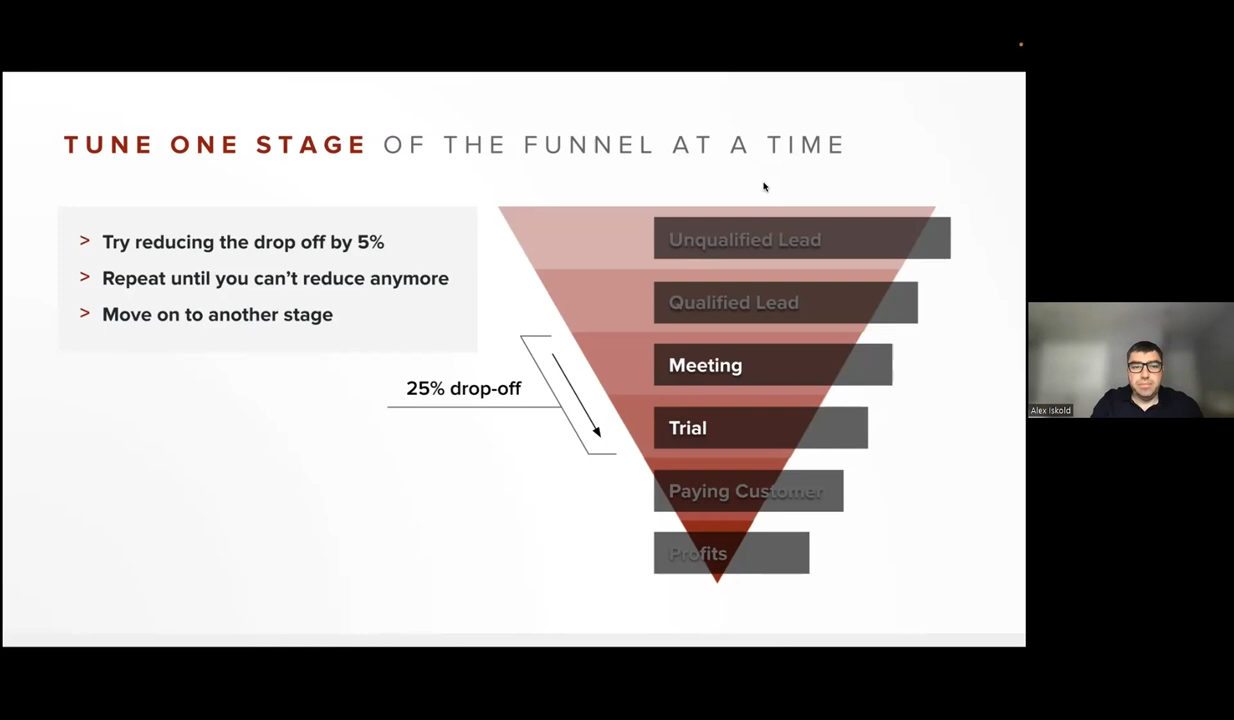 TUNE ONE STAGE OF THE FUNNEL AT A TIME
> Try reducing the drop off by 5%
> Repeat until you can’t reduce anymore
> Move on to another stage
25% drop-off
Unqualified Lead
Qualified Lead
Meeting
Trial
Paying Customer
Profits
Alex Iskold